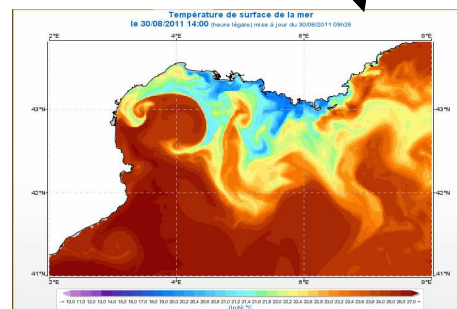 Température de surface de la mer
le 30/08/2011 14:00 (heure légale) mise à jour du 30/08/2011 09h26
2°E 4°E 6°E 8°E
43°N 43°N
42°N 42°N
41°N 41°N
2°E 4°E 6°E 8°E
Unité °C